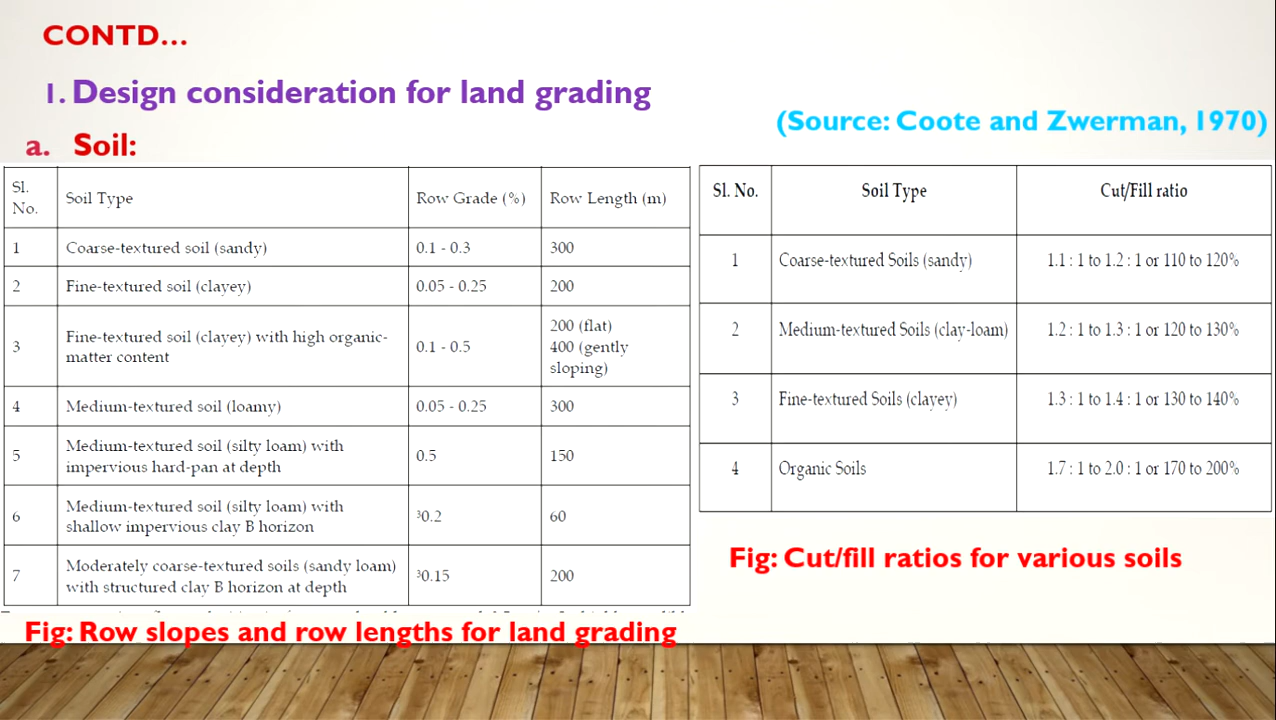 CONTD...
1. Design consideration for land grading
(Source: Coote and Zwerman, 1970)
a. Soil:
Sl. No. Soil Type Row Grade (%) Row Length (m)
1 Coarse-textured soil (sandy) 0.1 - 0.3 300
2 Fine-textured soil (clayey) 0.05 - 0.25 200
3 Fine-textured soil (clayey) with high organic-matter content 0.1 - 0.5 200 (flat) 400 (gently sloping)
4 Medium-textured soil (loamy) 0.05 - 0.25 300
5 Medium-textured soil (silty loam) with impervious hard-pan at depth 0.5 150
6 Medium-textured soil (silty loam) with shallow impervious clay B horizon ³0.2 60
7 Moderately coarse-textured soils (sandy loam) with structured clay B horizon at depth ³0.15 200
Fig: Row slopes and row lengths for land grading
Sl. No. Soil Type Cut/Fill ratio
1 Coarse-textured Soils (sandy) 1.1 : 1 to 1.2 : 1 or 110 to 120%
2 Medium-textured Soils (clay-loam) 1.2 : 1 to 1.3 : 1 or 120 to 130%
3 Fine-textured Soils (clayey) 1.3 : 1 to 1.4 : 1 or 130 to 140%
4 Organic Soils 1.7 : 1 to 2.0 : 1 or 170 to 200%
Fig: Cut/fill ratios for various soils